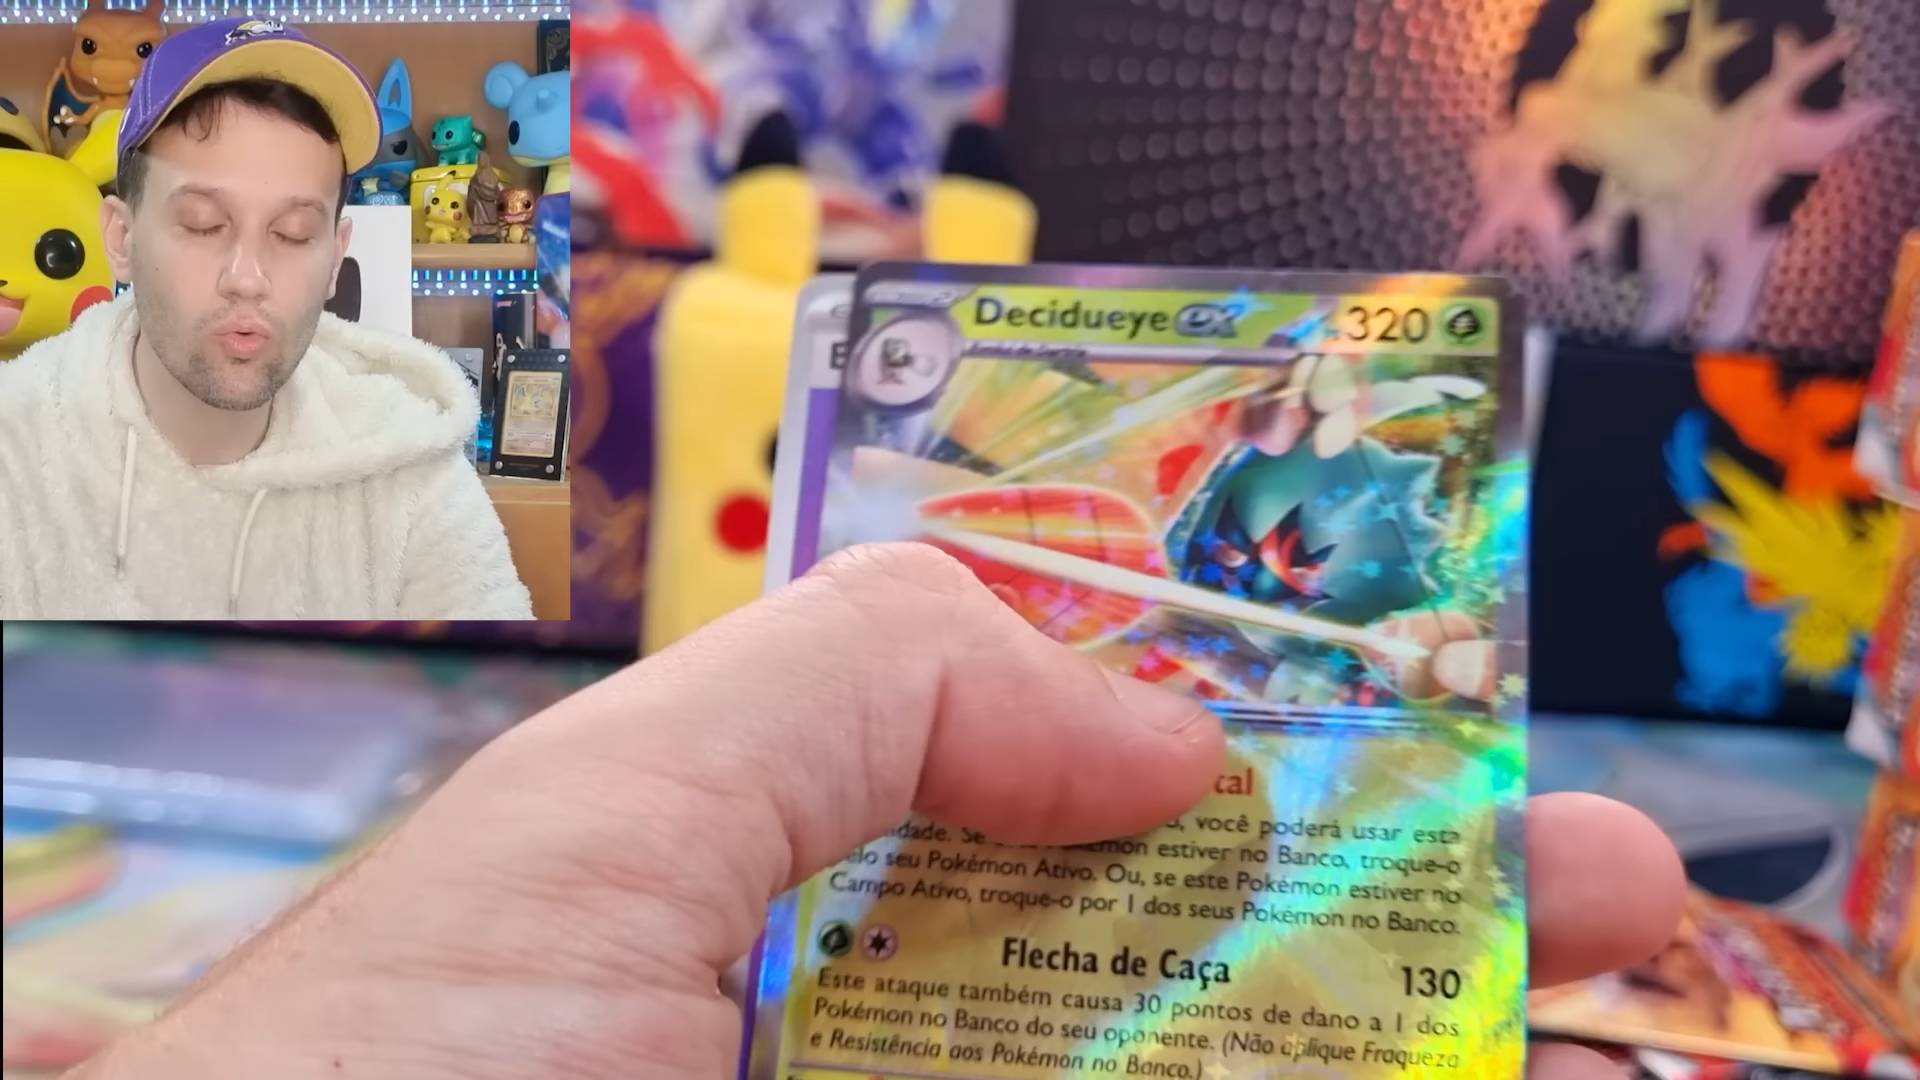 Decidueye ex 320
cal
dade. Se o, você poderá usar esta
mon estiver no Banco, troque-o
elo seu Pokémon Ativo. Ou, se este Pokémon estiver no
Campo Ativo, troque-o por 1 dos seus Pokémon no Banco.
Flecha de Caça 130
Este ataque também causa 30 pontos de dano a 1 dos
Pokémon no Banco do seu oponente. (Não aplique Fraqueza
e Resistência aos Pokémon no Banco.)